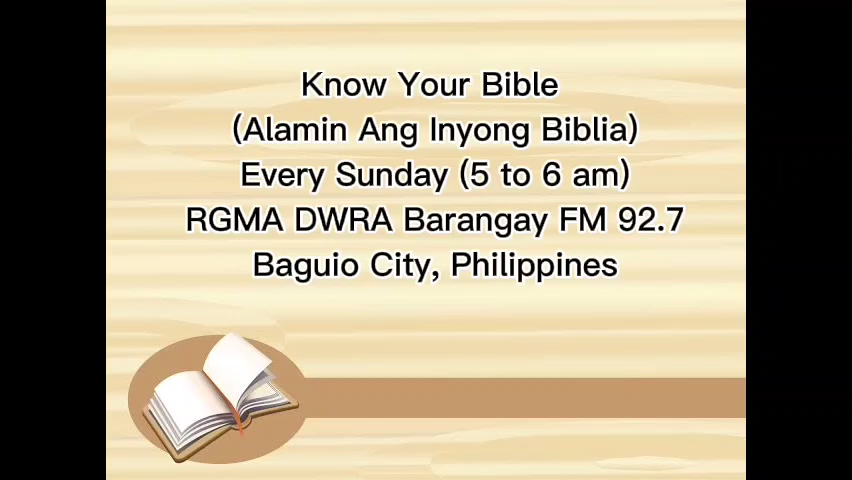 Know Your Bible
(Alamin Ang Inyong Biblia)
Every Sunday (5 to 6 am)
RGMA DWRA Barangay FM 92.7
Baguio City, Philippines